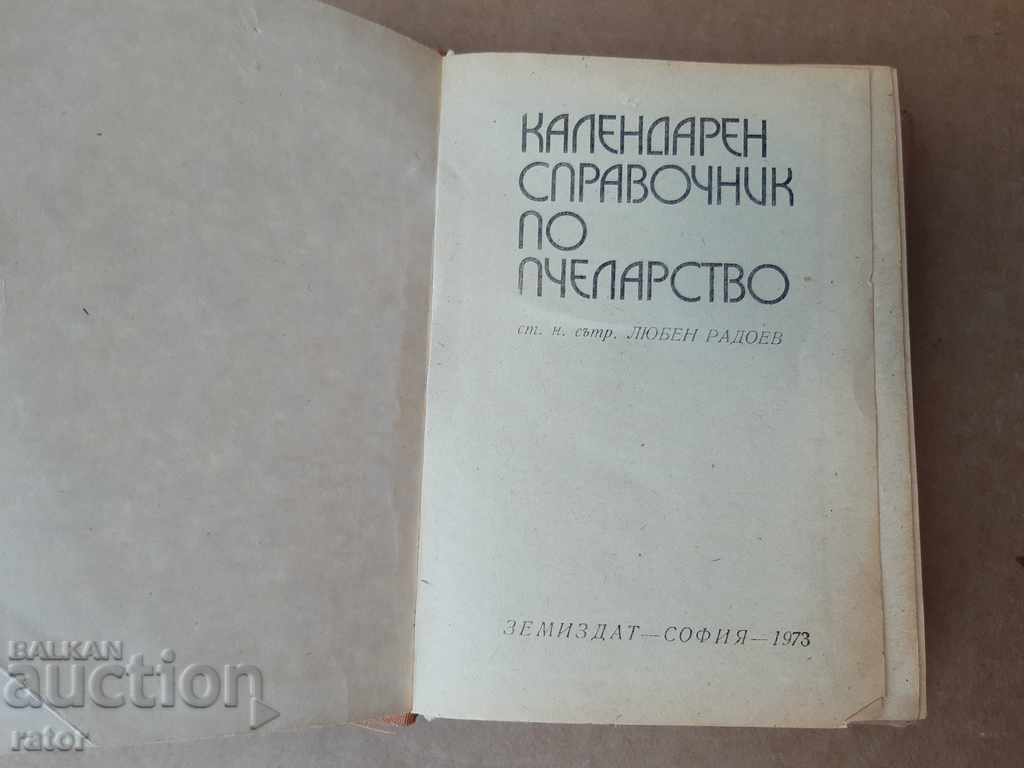 КАЛЕНДАРЕН
СПРАВОЧНИК
ПО
ПЧЕЛАРСТВО
ст. н. сътр. ЛЮБЕН РАДОЕВ
ЗЕМИЗДАТ — СОФИЯ — 1973
BALKAN
auction
rator